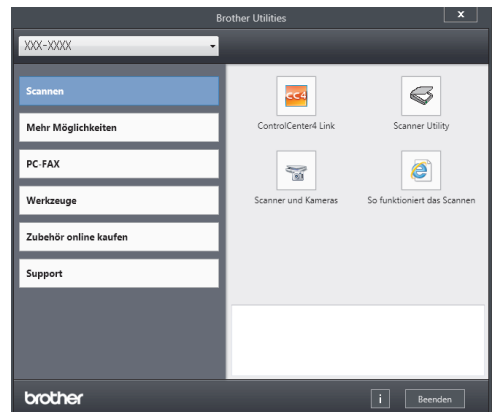 Brother Utilities
x
XXX-XXXX
Scannen
Mehr Möglichkeiten
PC-FAX
Werkzeuge
Zubehör online kaufen
Support
CC4
ControlCenter4 Link
Scanner Utility
Scanner und Kameras
So funktioniert das Scannen
brother
i
Beenden